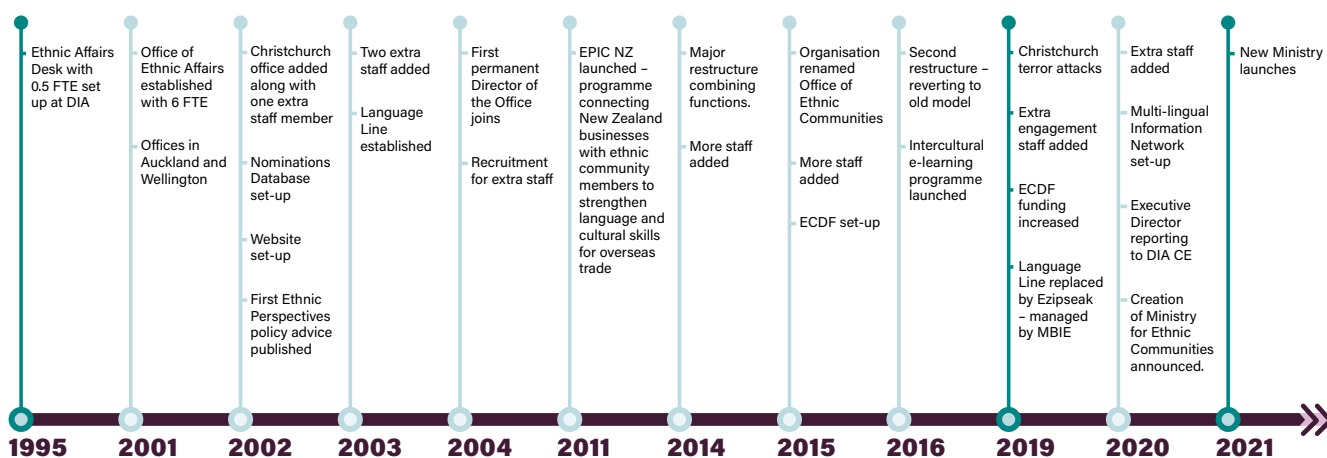 Ethnic Affairs
Desk with
0.5 FTE set
up at DIA
Office of
Ethnic Affairs
established
with 6 FTE
Offices in
Auckland and
Wellington
Christchurch
office added
along with
one extra
staff member
Nominations
Database
set-up
Website
set-up
First Ethnic
Perspectives
policy advice
published
Two extra
staff added
Language
Line
established
First
permanent
Director of
the Office
joins
Recruitment
for extra staff
EPIC NZ
launched –
programme
connecting
New Zealand
businesses
with ethnic
community
members to
strengthen
language and
cultural skills
for overseas
trade
Major
restructure
combining
functions.
More staff
added
Organisation
renamed
Office of
Ethnic
Communities
More staff
added
ECDF set-up
Second
restructure –
reverting to
old model
Intercultural
e-learning
programme
launched
Christchurch
terror attacks
Extra
engagement
staff added
ECDF
funding
increased
Language
Line replaced
by Ezipseak
– managed
by MBIE
Extra staff
added
Multi-lingual
Information
Network
set-up
Executive
Director
reporting
to DIA CE
Creation
of Ministry
for Ethnic
Communities
announced.
New Ministry
launches
1995 2001 2002 2003 2004 2011 2014 2015 2016 2019 2020 2021